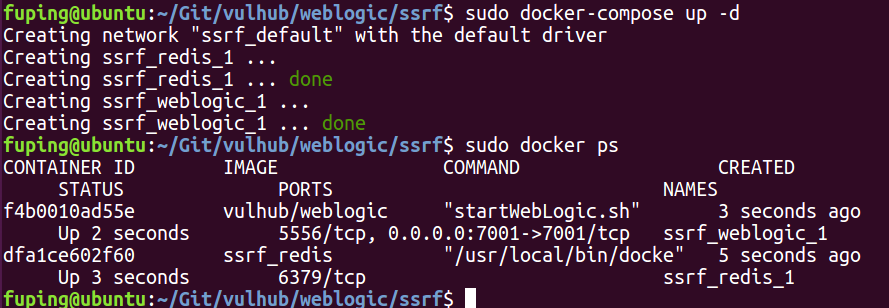 fuping@ubuntu:~/Git/vulhub/weblogic/ssrf$ sudo docker-compose up -d
Creating network "ssrf_default" with the default driver
Creating ssrf_redis_1 ...
Creating ssrf_redis_1 ... done
Creating ssrf_weblogic_1 ...
Creating ssrf_weblogic_1 ... done
fuping@ubuntu:~/Git/vulhub/weblogic/ssrf$ sudo docker ps
CONTAINER ID        IMAGE               COMMAND                  CREATED
     STATUS              PORTS                              NAMES
f4b0010ad55e        vulhub/weblogic     "startWebLogic.sh"       3 seconds ago
     Up 2 seconds        5556/tcp, 0.0.0.0:7001->7001/tcp   ssrf_weblogic_1
dfa1ce602f60        ssrf_redis          "/usr/local/bin/docke"   5 seconds ago
     Up 3 seconds        6379/tcp                           ssrf_redis_1
fuping@ubuntu:~/Git/vulhub/weblogic/ssrf$